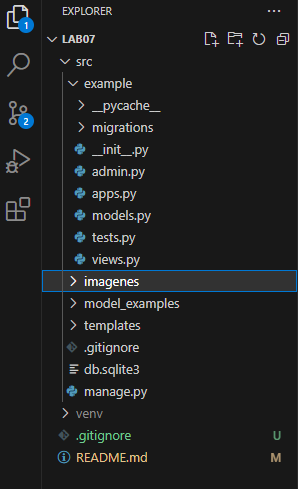 EXPLORER
1
LAB07
src
example
__pycache__
migrations
__init__.py
admin.py
apps.py
models.py
tests.py
views.py
imagenes
model_examples
templates
.gitignore
db.sqlite3
manage.py
venv
.gitignore U
README.md M
2